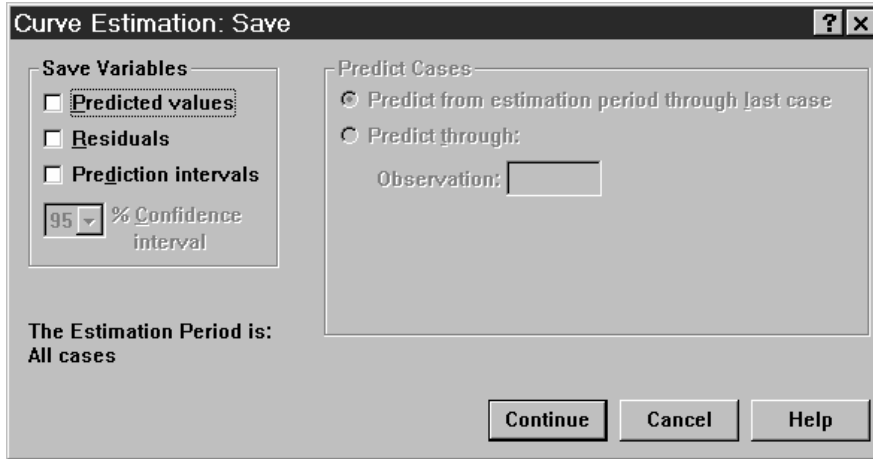 Curve Estimation: Save
Save Variables
Predicted values
Residuals
Prediction intervals
95 % Confidence
interval
The Estimation Period is:
All cases
Predict Cases
Predict from estimation period through last case
Predict through:
Observation:
Continue Cancel Help